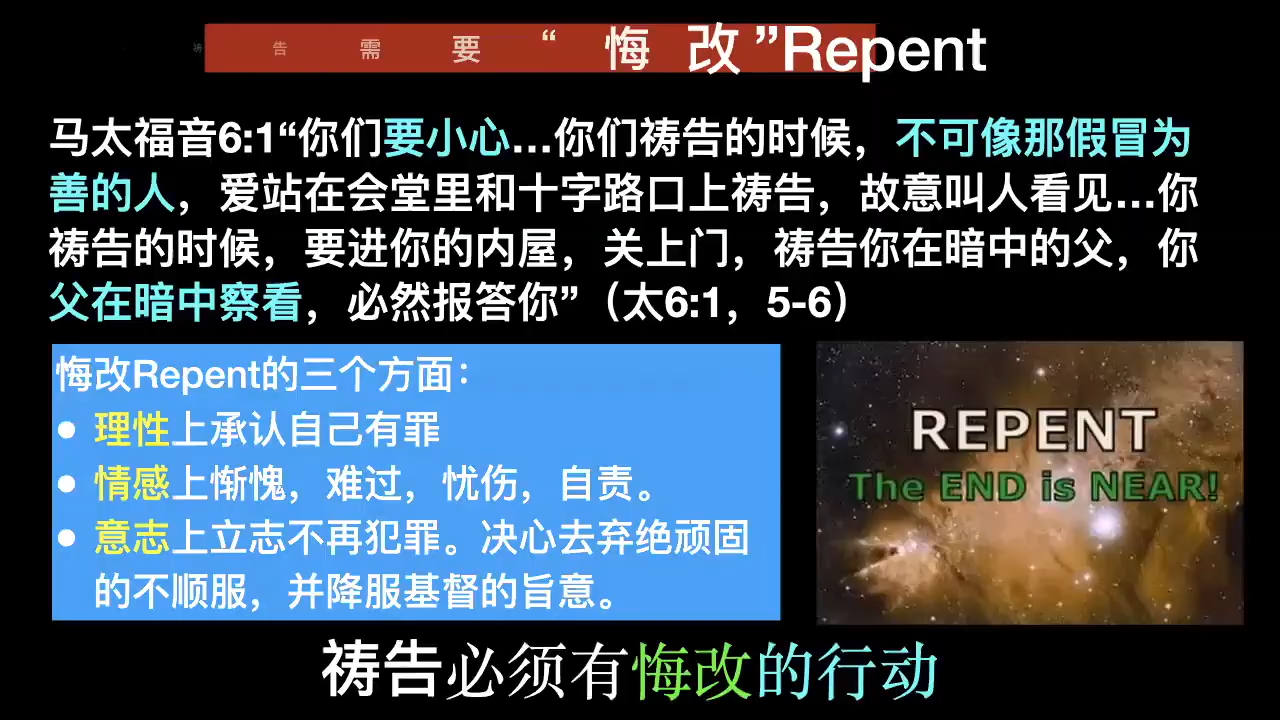 祷告需要“悔改”Repent
马太福音6:1“你们要小心…你们祷告的时候，不可像那假冒为
善的人，爱站在会堂里和十字路口上祷告，故意叫人看见…你
祷告的时候，要进你的内屋，关上门，祷告你在暗中的父，你
父在暗中察看，必然报答你”（太6:1，5-6）
悔改Repent的三个方面：
• 理性上承认自己有罪
• 情感上惭愧，难过，忧伤，自责。
• 意志上立志不再犯罪。决心去弃绝顽固
的不顺服，并降服基督的旨意。
REPENT
The END is NEAR!
祷告必须有悔改的行动